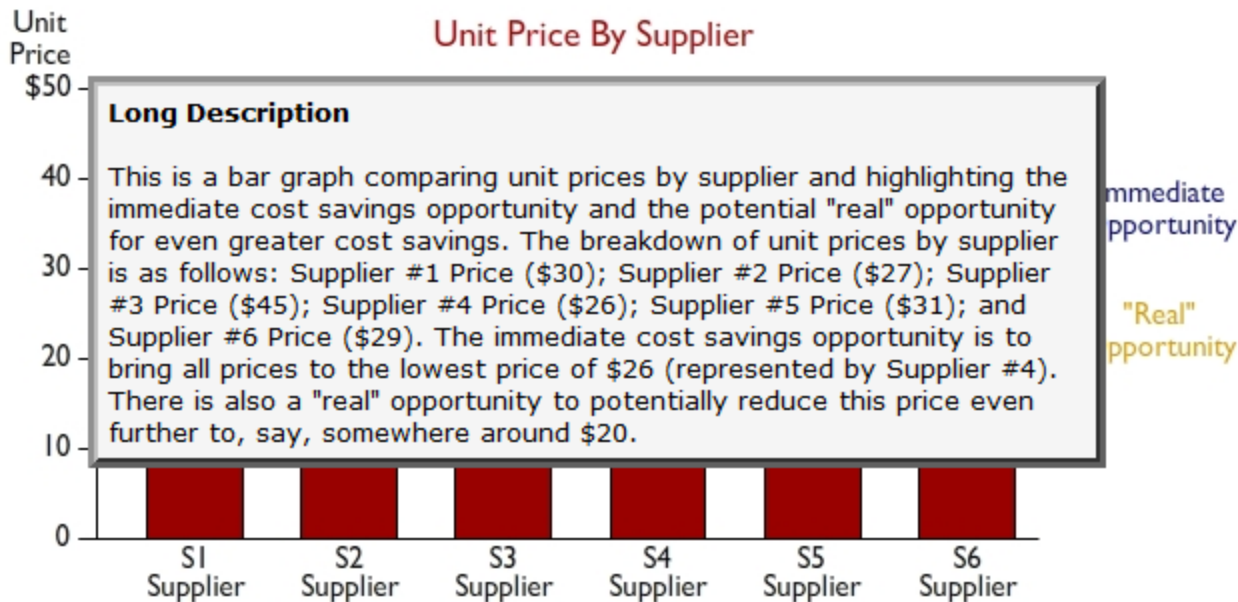 Unit
Price
Unit Price By Supplier
$50
Long Description
This is a bar graph comparing unit prices by supplier and highlighting the
40
immediate cost savings opportunity and the potential "real" opportunity
mmediate
pportunity
for even greater cost savings. The breakdown of unit prices by supplier
30
is as follows: Supplier #1 Price ($30); Supplier #2 Price ($27); Supplier
#3 Price ($45); Supplier #4 Price ($26); Supplier #5 Price ($31); and
"Real"
pportunity
Supplier #6 Price ($29). The immediate cost savings opportunity is to
20
bring all prices to the lowest price of $26 (represented by Supplier #4).
There is also a "real" opportunity to potentially reduce this price even
further to, say, somewhere around $20.
10
0
S1 S2 S3 S4 S5 S6
Supplier Supplier Supplier Supplier Supplier Supplier